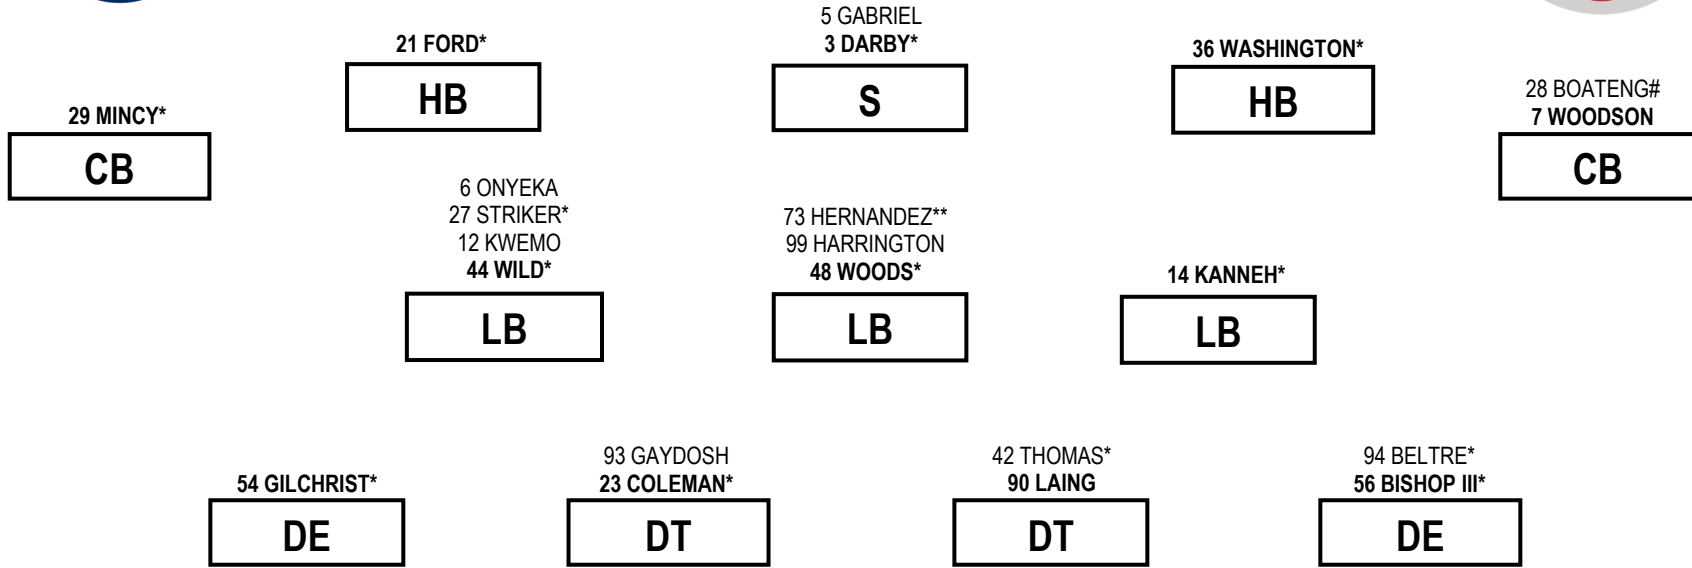 5 GABRIEL
21 FORD*
3 DARBY*
36 WASHINGTON*
HB
S
HB
28 BOATENG#
29 MINCY*
7 WOODSON
CB
CB
6 ONYEKA
27 STRIKER*
12 KWEMO
44 WILD*
LB
73 HERNANDEZ**
99 HARRINGTON
48 WOODS*
LB
14 KANNEH*
LB
54 GILCHRIST*
DE
93 GAYDOSH
23 COLEMAN*
DT
42 THOMAS*
90 LAING
DT
94 BELTRE*
56 BISHOP III*
DE